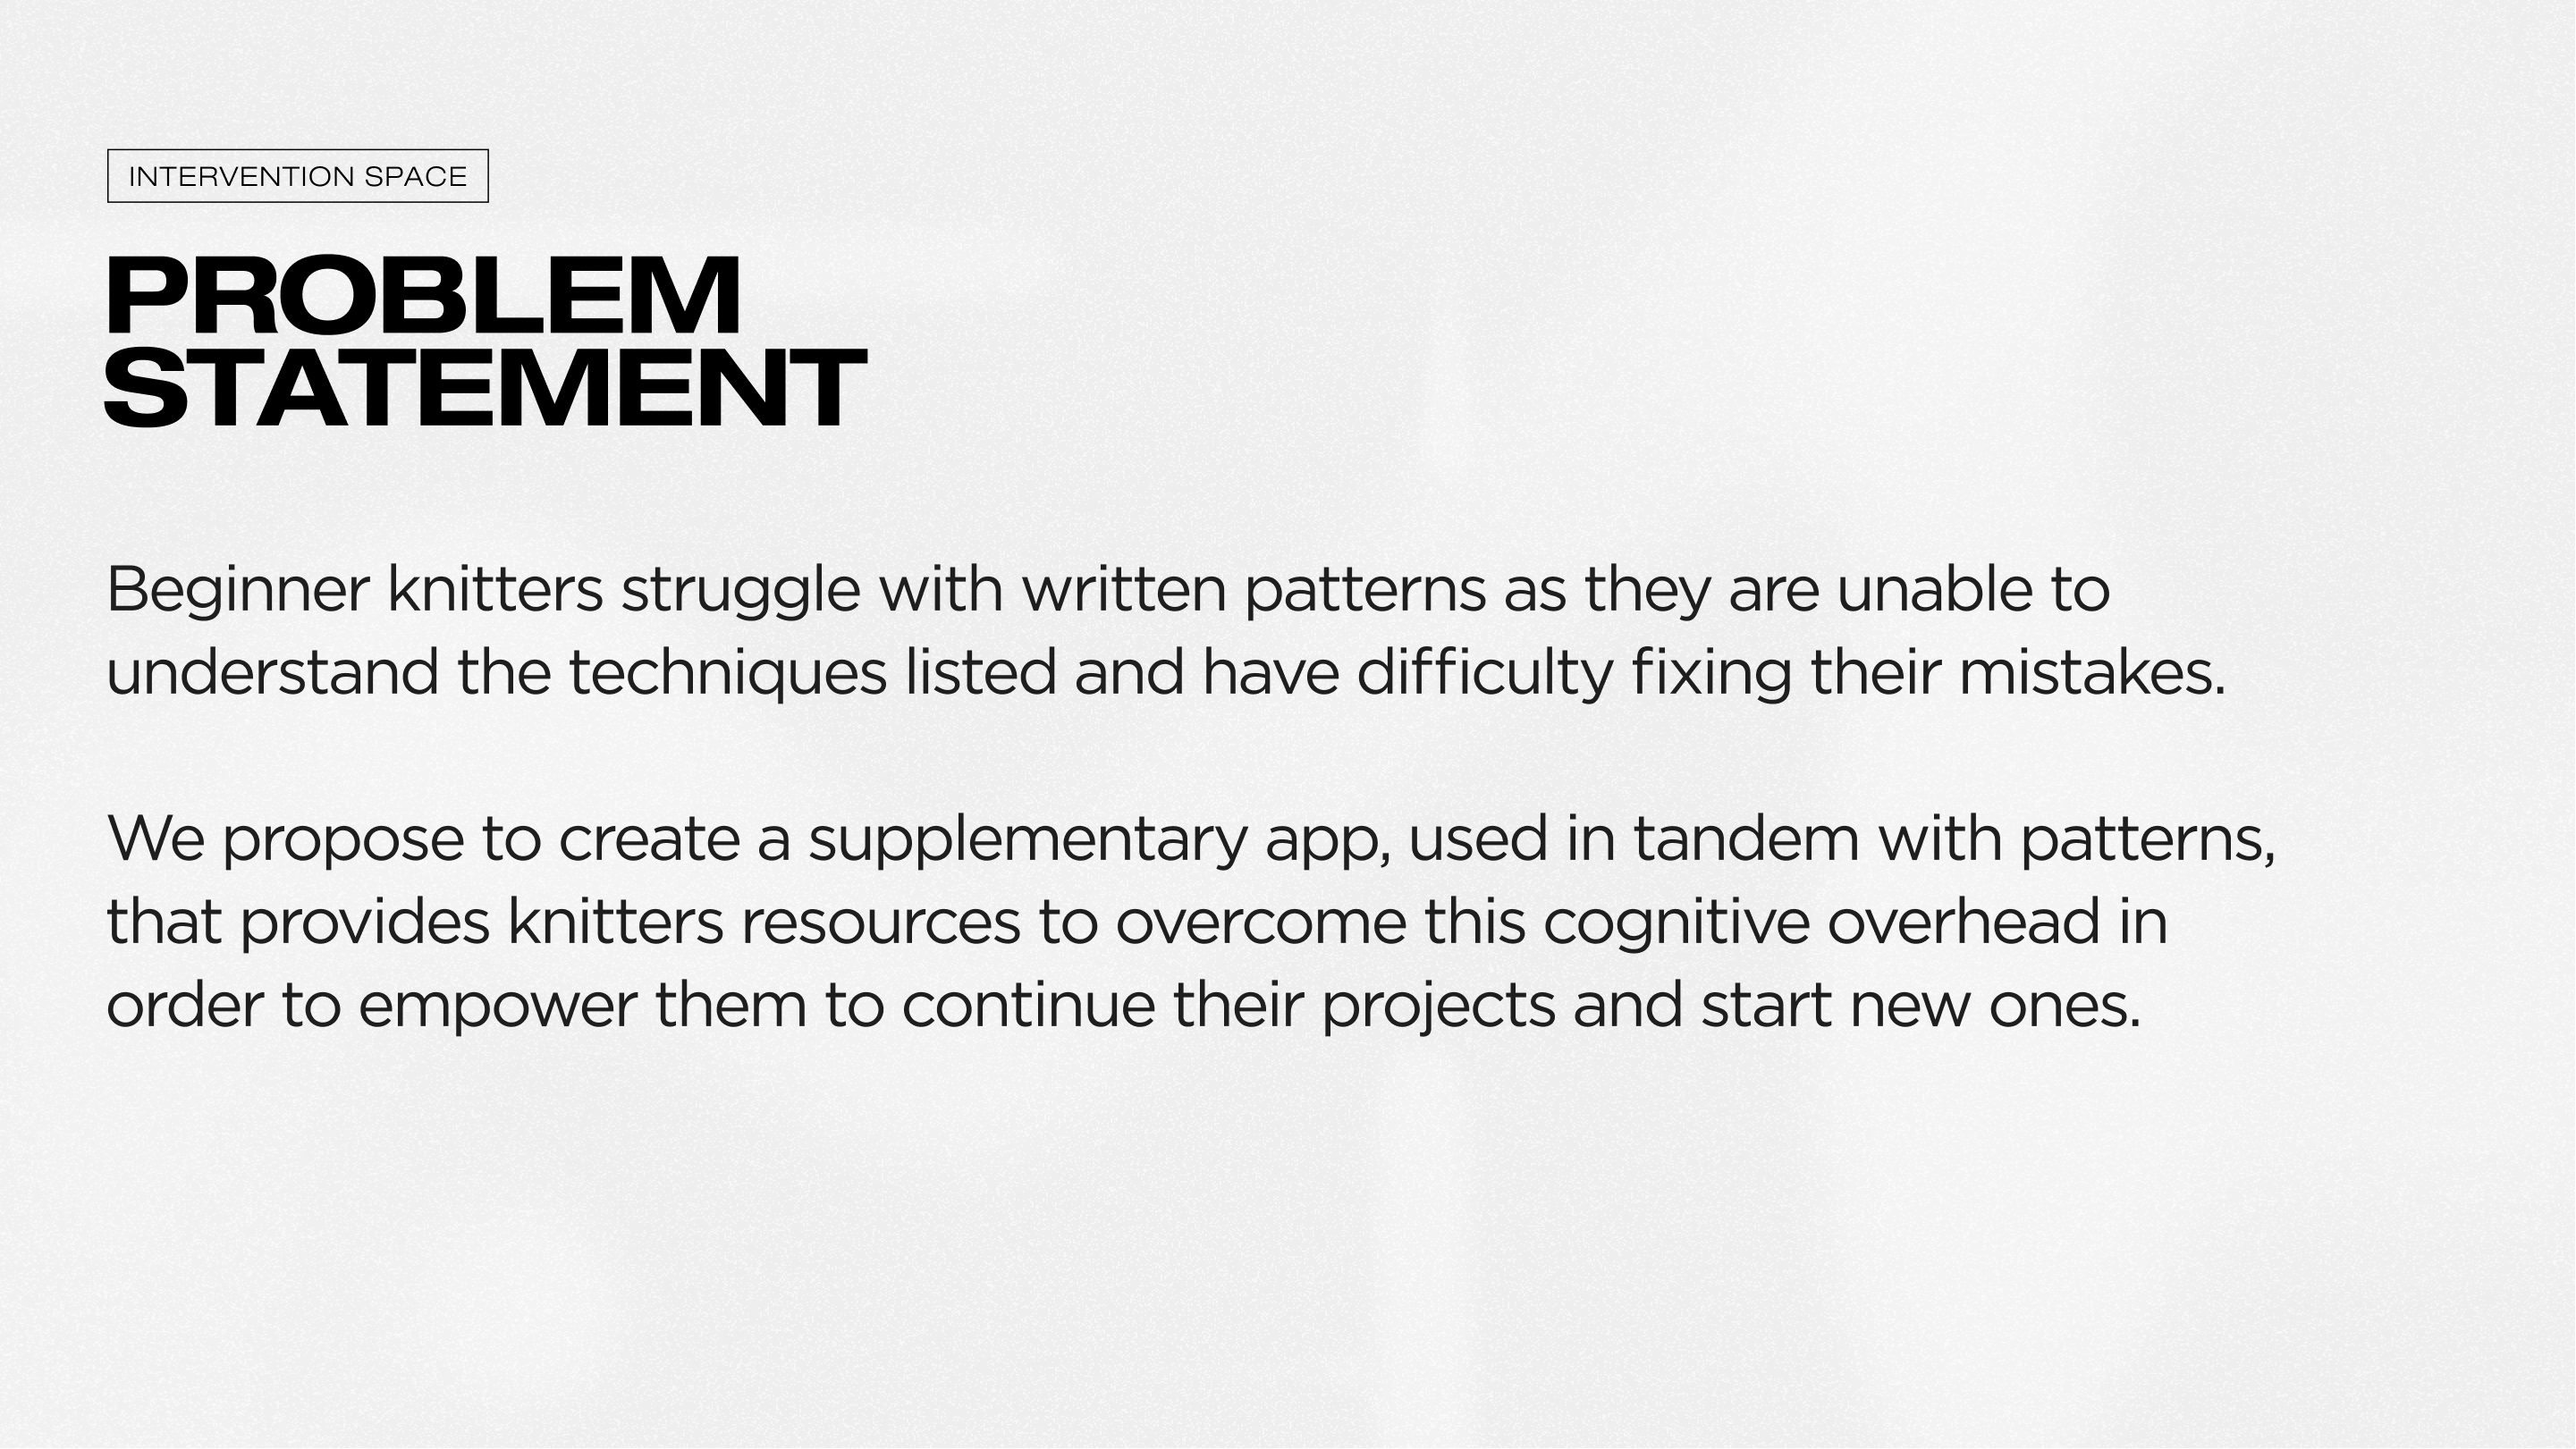 INTERVENTION SPACE
PROBLEM
STATEMENT
Beginner knitters struggle with written patterns as they are unable to
understand the techniques listed and have difficulty fixing their mistakes.
We propose to create a supplementary app, used in tandem with patterns,
that provides knitters resources to overcome this cognitive overhead in
order to empower them to continue their projects and start new ones.